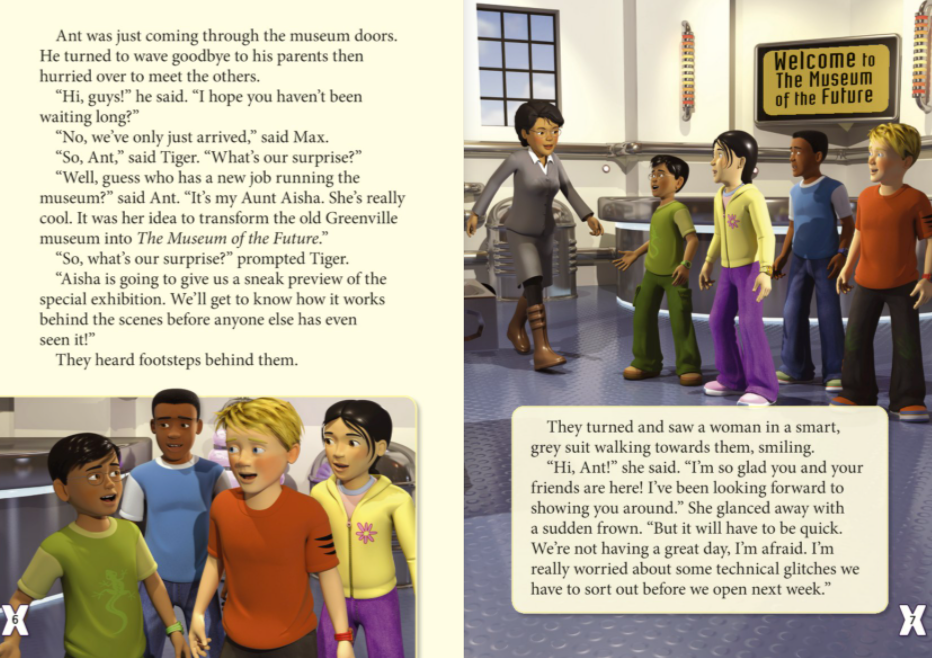 Ant was just coming through the museum doors.
He turned to wave goodbye to his parents then
hurried over to meet the others.
“Hi, guys!” he said. “I hope you haven’t been
waiting long?”
“No, we’ve only just arrived,” said Max.
“So, Ant,” said Tiger. “What’s our surprise?”
“Well, guess who has a new job running the
museum?” said Ant. “It’s my Aunt Aisha. She’s really
cool. It was her idea to transform the old Greenville
museum into The Museum of the Future.”
“So, what’s our surprise?” prompted Tiger.
“Aisha is going to give us a sneak preview of the
special exhibition. We’ll get to know how it works
behind the scenes before anyone else has even
seen it!”
They heard footsteps behind them.
X
6
Welcome to
The Museum
of the Future
They turned and saw a woman in a smart,
grey suit walking towards them, smiling.
“Hi, Ant!” she said. “I’m so glad you and your
friends are here! I’ve been looking forward to
showing you around.” She glanced away with
a sudden frown. “But it will have to be quick.
We’re not having a great day, I’m afraid. I’m
really worried about some technical glitches we
have to sort out before we open next week.”
X
7